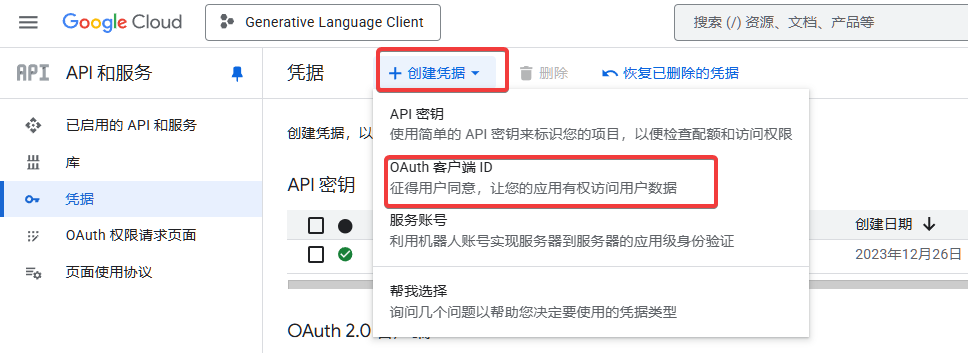 Google Cloud
Generative Language Client
搜索 (/) 资源、文档、产品等
API
API 和服务
凭据
创建凭据
删除
恢复已删除的凭据
已启用的 API 和服务
库
凭据
OAuth 权限请求页面
页面使用协议
创建凭据，以
API 密钥
使用简单的 API 密钥来标识您的项目，以便检查配额和访问权限
OAuth 客户端 ID
征得用户同意，让您的应用有权访问用户数据
服务账号
利用机器人账号实现服务器到服务器的应用级身份验证
帮我选择
询问几个问题以帮助您决定要使用的凭据类型
API 密钥
创建日期
2023年12月26日
OAuth 2.0